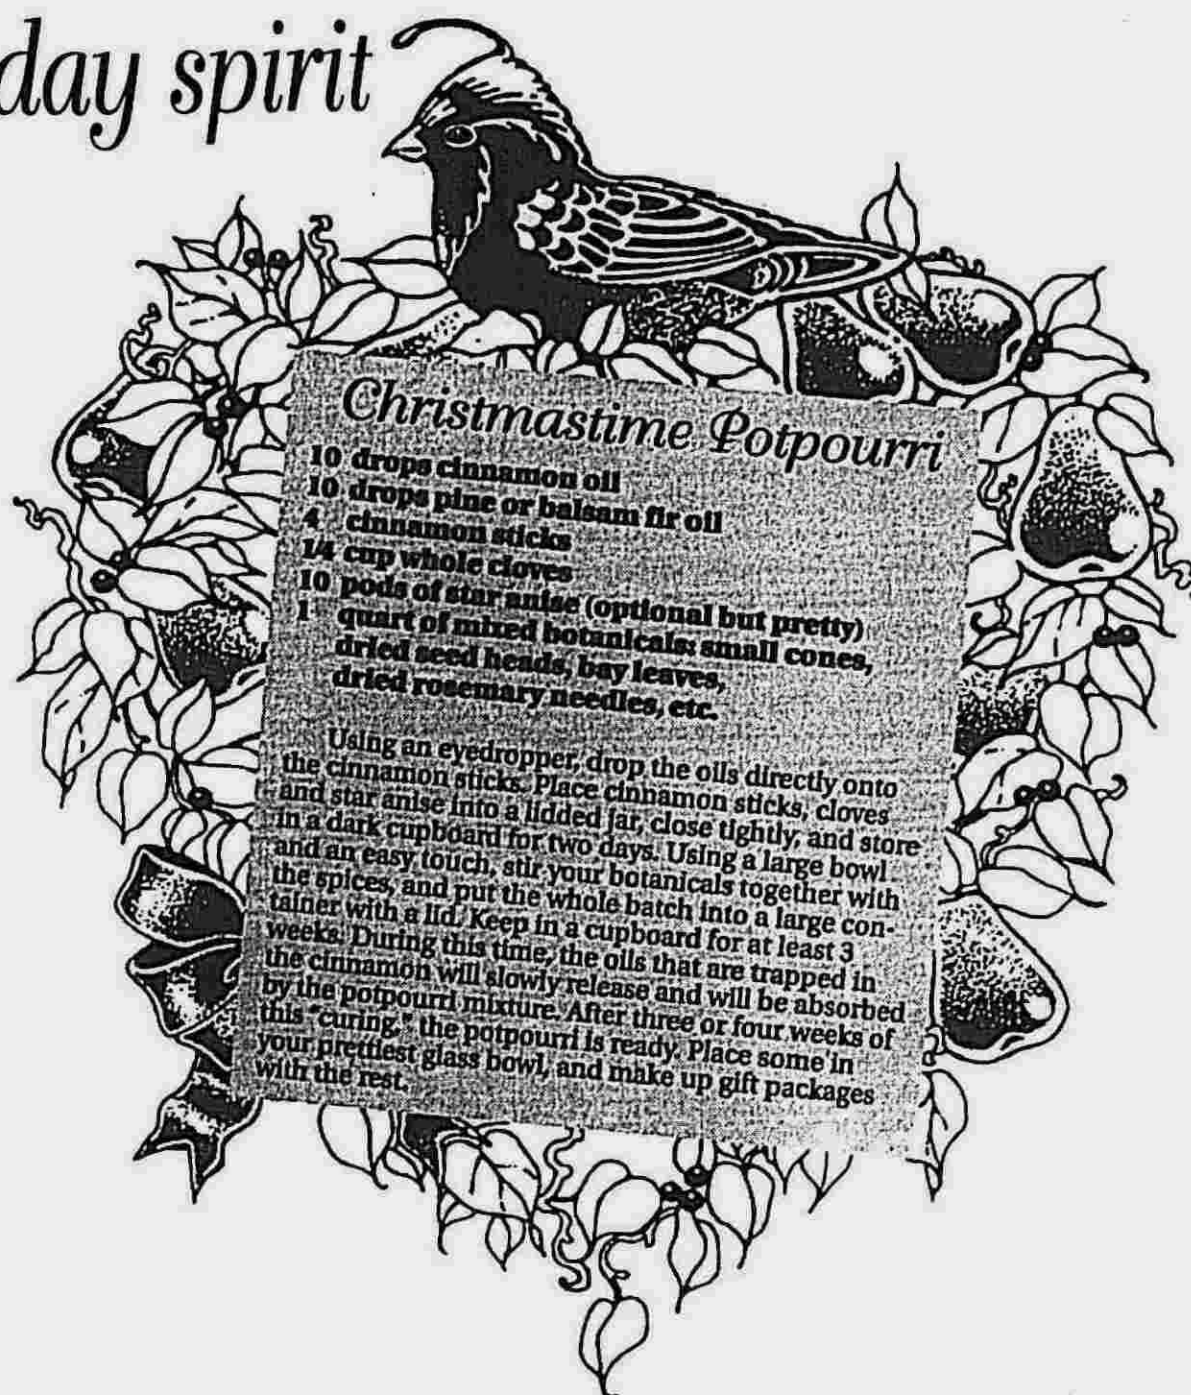 day spirit
Christmastime Potpourri
10 drops cinnamon oil
10 drops pine or balsam fir oil
4 cinnamon sticks
1/4 cup whole cloves
10 pods of star anise (optional but pretty)
1 quart of mixed botanicals: small cones,
dried seed heads, bay leaves,
dried rosemary needles, etc.
Using an eyedropper, drop the oils directly onto
the cinnamon sticks. Place cinnamon sticks, cloves
and star anise into a lidded jar, close tightly, and store
in a dark cupboard for two days. Using a large bowl
and an easy touch, stir your botanicals together with
the spices, and put the whole batch into a large con-
tainer with a lid. Keep in a cupboard for at least 3
weeks. During this time, the oils that are trapped in
the cinnamon will slowly release and will be absorbed
by the potpourri mixture. After three or four weeks of
this "curing," the potpourri is ready. Place some in
your prettiest glass bowl, and make up gift packages
with the rest.